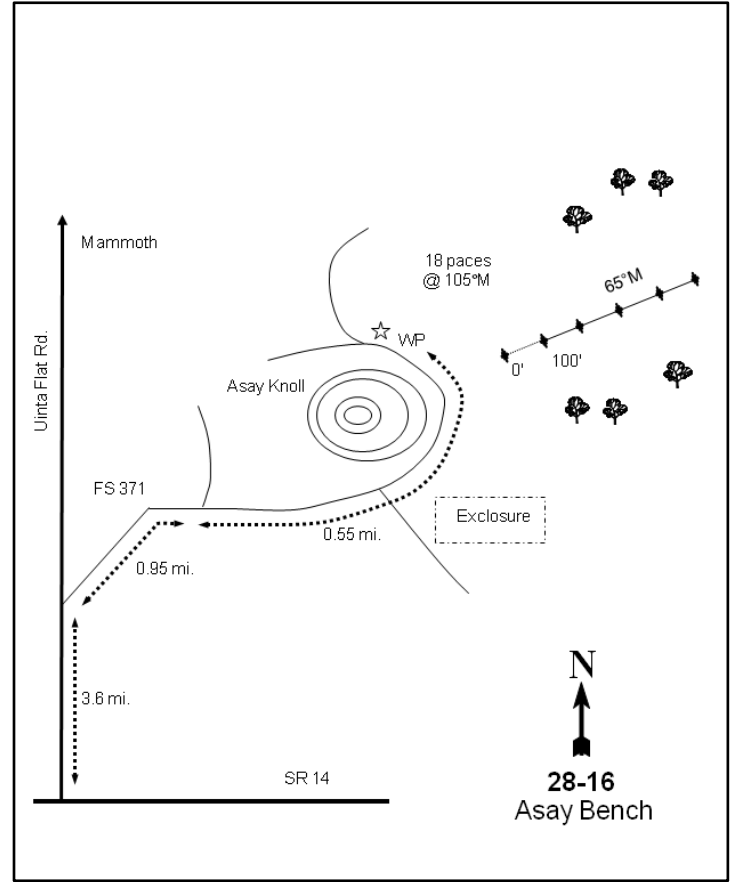 Mammoth
18 paces
@ 105°M
65°M
Uinta Flat Rd.
WP
0'
100'
Asay Knoll
FS 371
Exclosure
0.55 mi.
0.95 mi.
3.6 mi.
N
SR 14
28-16
Asay Bench